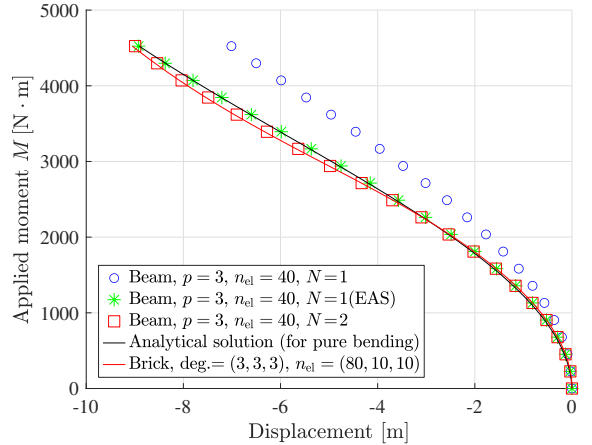 5000
4000
3000
2000
1000
0
-10
-8
-6
-4
-2
0
Applied moment M [N · m]
Displacement [m]
Beam, p = 3, n_el = 40, N=1
Beam, p = 3, n_el = 40, N=1(EAS)
Beam, p = 3, n_el = 40, N=2
Analytical solution (for pure bending)
Brick, deg.= (3, 3, 3), n_el = (80, 10, 10)